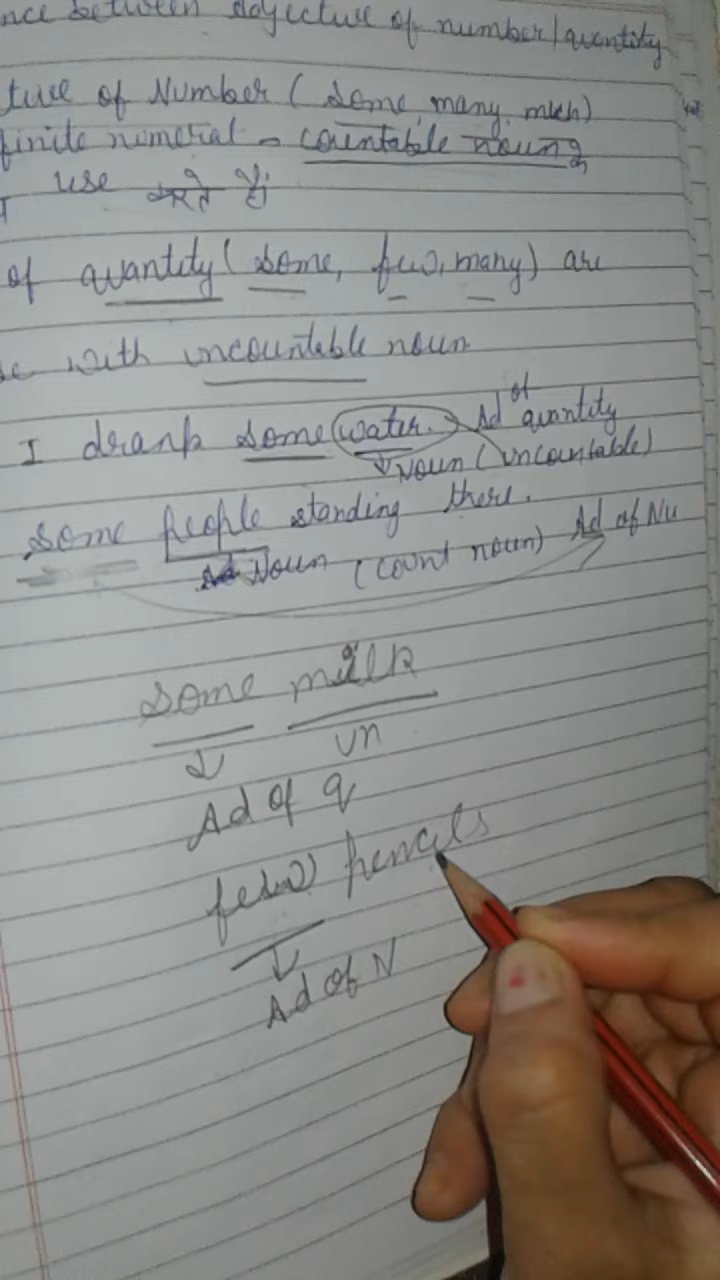 nce between adjective of number/quantity
tive of Number (some, many, much)
finite numeral - countable noun के
use करते हैं
of quantity (some, few, many) are
with uncountable noun
I drank some water. Ad of quantity
Noun (uncountable)
Some people standing there.
Noun (count noun) Ad of Nu
Some milk
Un
Ad of q
few pencils
Ad of N